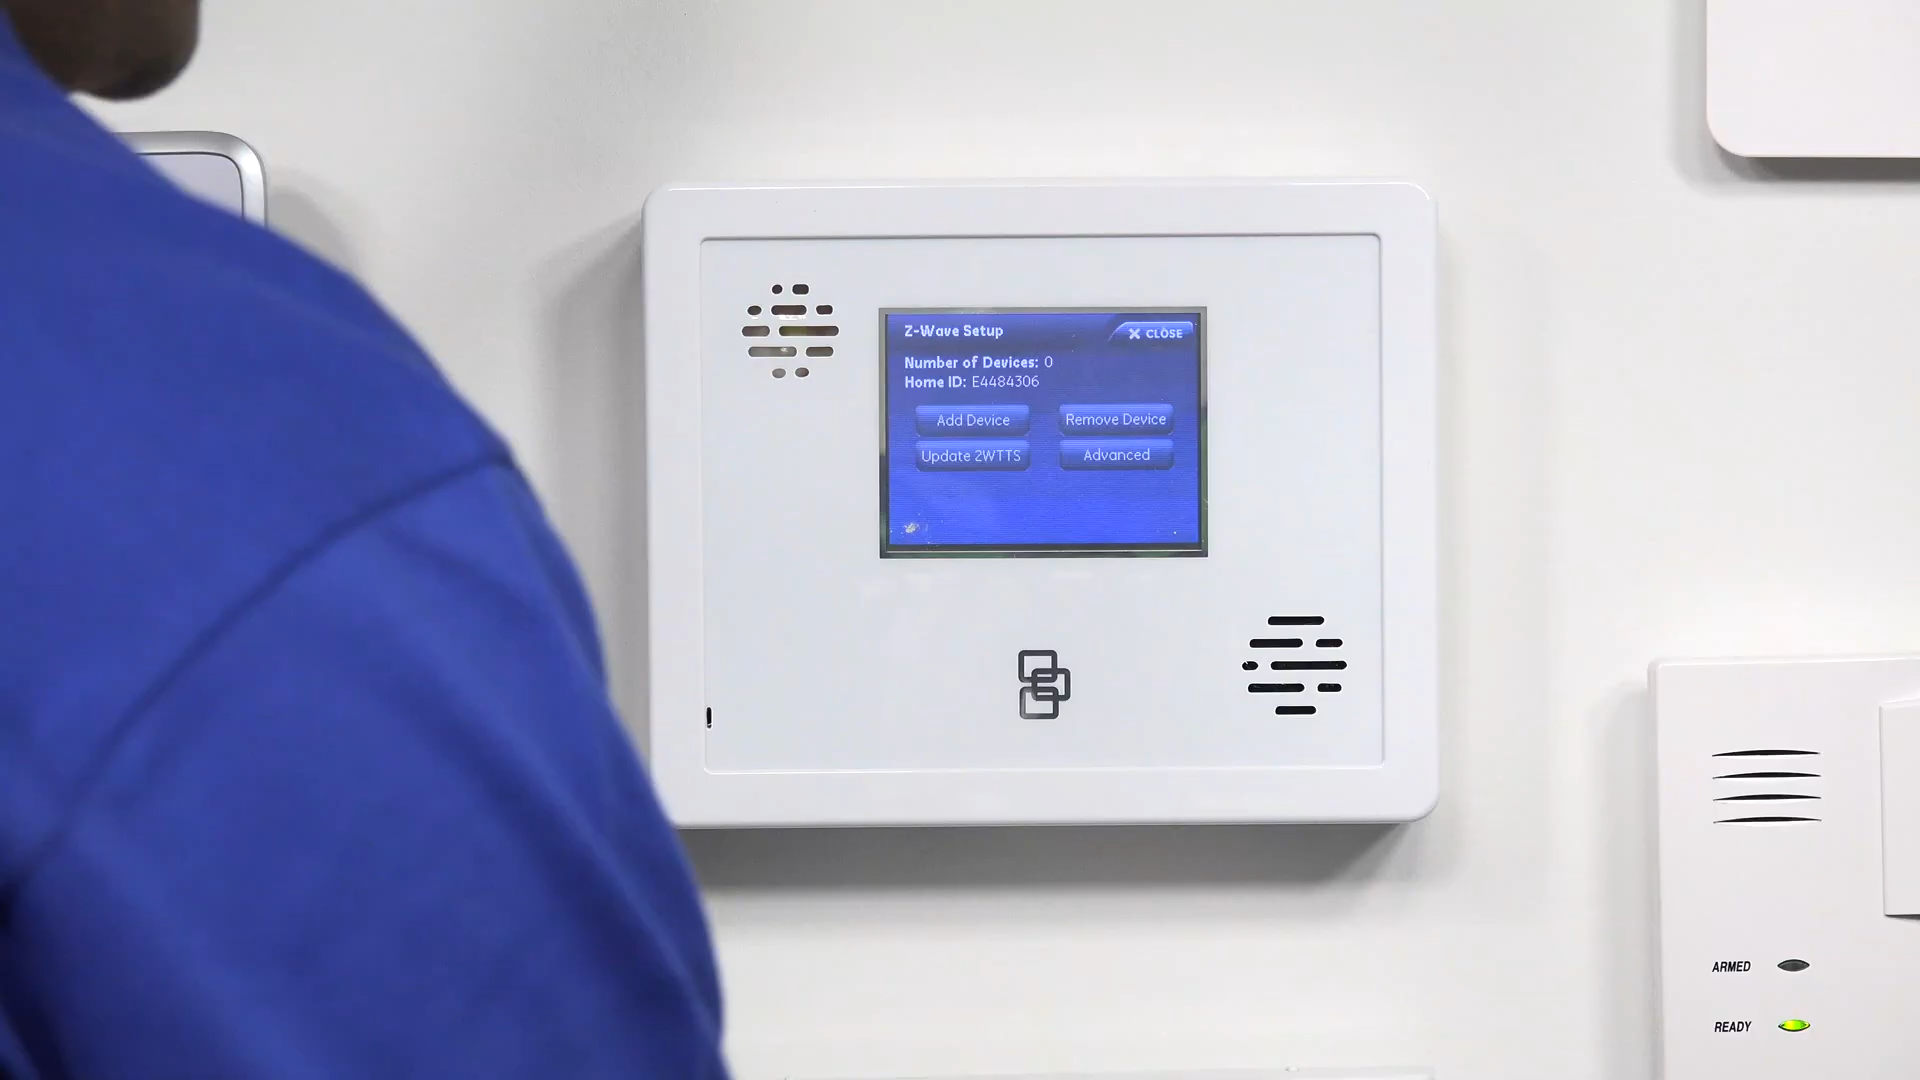 Z-Wave Setup
X CLOSE
Number of Devices: 0
Home ID: E4484306
Add Device
Remove Device
Update 2WTTS
Advanced
ARMED
READY